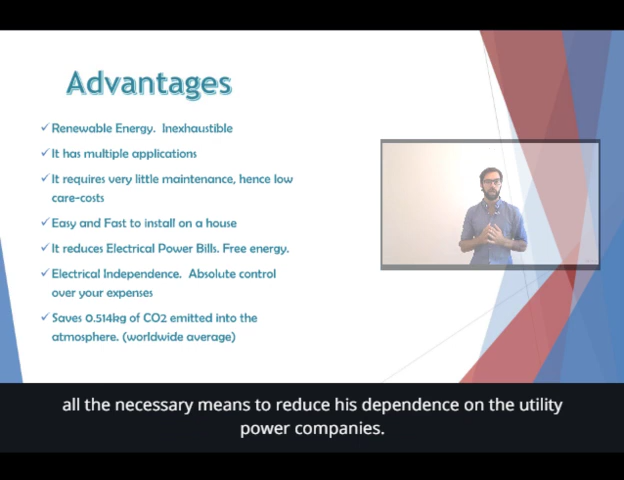 Advantages
✓Renewable Energy. Inexhaustible
✓It has multiple applications
✓It requires very little maintenance, hence low
care-costs
✓Easy and Fast to install on a house
✓It reduces Electrical Power Bills. Free energy.
✓Electrical Independence. Absolute control
over your expenses
✓Saves 0.514kg of CO2 emitted into the
atmosphere. (worldwide average)
all the necessary means to reduce his dependence on the utility
power companies.